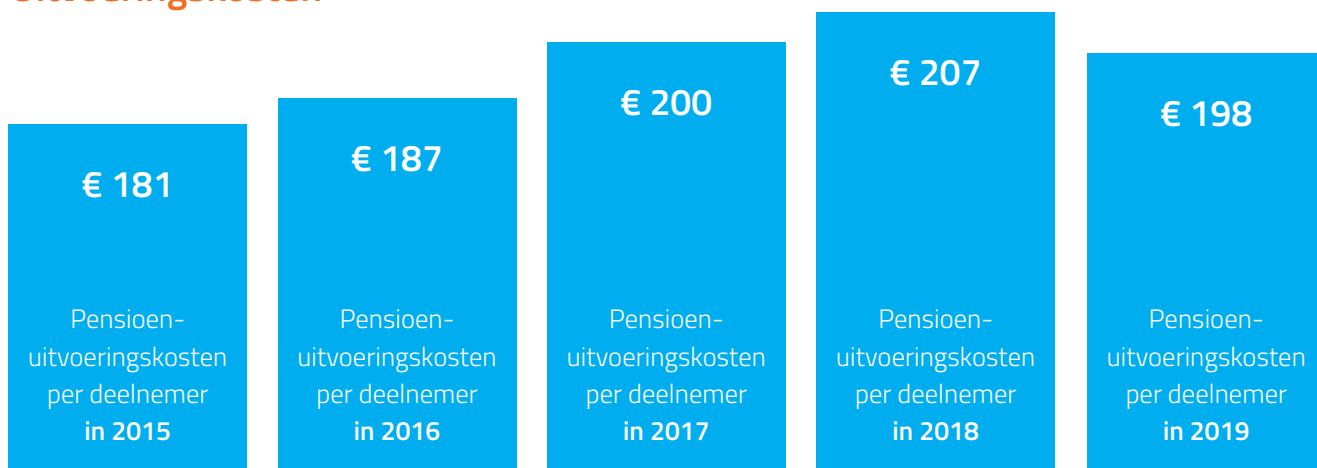 Uitvoeringskosten
€ 181
Pensioen-
uitvoeringskosten
per deelnemer
in 2015
€ 187
Pensioen-
uitvoeringskosten
per deelnemer
in 2016
€ 200
Pensioen-
uitvoeringskosten
per deelnemer
in 2017
€ 207
Pensioen-
uitvoeringskosten
per deelnemer
in 2018
€ 198
Pensioen-
uitvoeringskosten
per deelnemer
in 2019